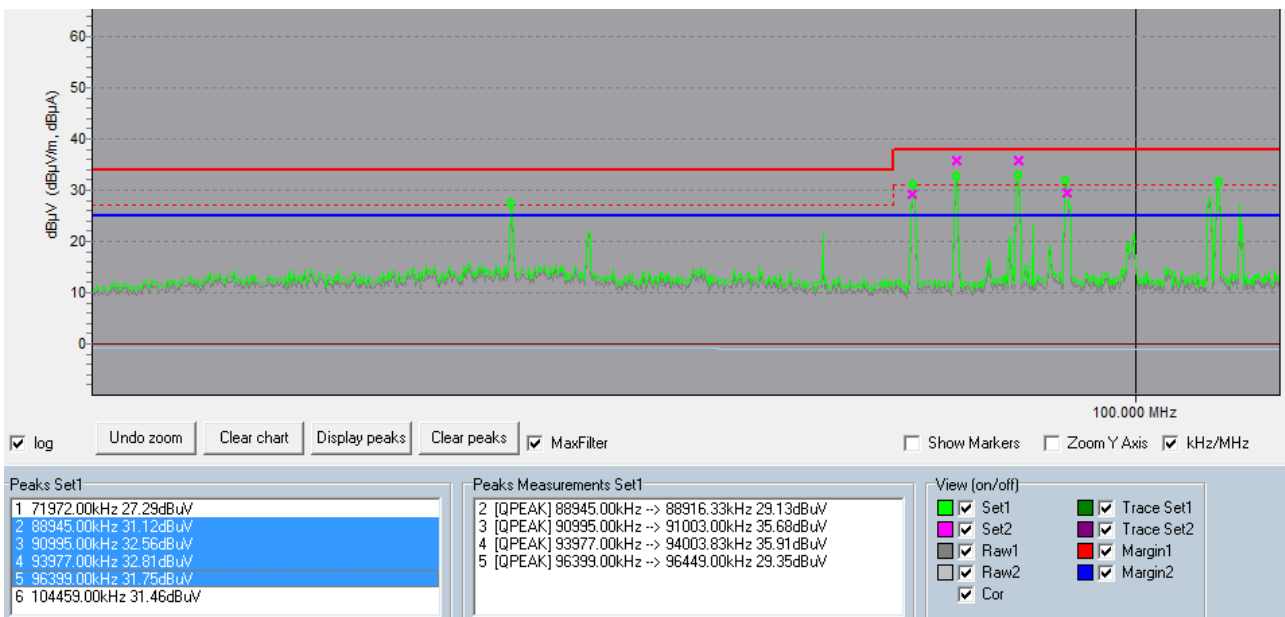 60
50
40
30
20
10
0
dBµV (dBµV/m, dBµA)
100.000 MHz
log
Undo zoom
Clear chart
Display peaks
Clear peaks
MaxFilter
Show Markers
Zoom Y Axis
kHz/MHz
Peaks Set1
1 71972.00kHz 27.29dBuV
2 88945.00kHz 31.12dBuV
3 90995.00kHz 32.56dBuV
4 93977.00kHz 32.81dBuV
5 96399.00kHz 31.75dBuV
6 104459.00kHz 31.46dBuV
Peaks Measurements Set1
2 [QPEAK] 88945.00kHz --> 88916.33kHz 29.13dBuV
3 [QPEAK] 90995.00kHz --> 91003.00kHz 35.68dBuV
4 [QPEAK] 93977.00kHz --> 94003.83kHz 35.91dBuV
5 [QPEAK] 96399.00kHz --> 96449.00kHz 29.35dBuV
View (on/off)
Set1
Trace Set1
Set2
Trace Set2
Raw1
Margin1
Raw2
Margin2
Cor